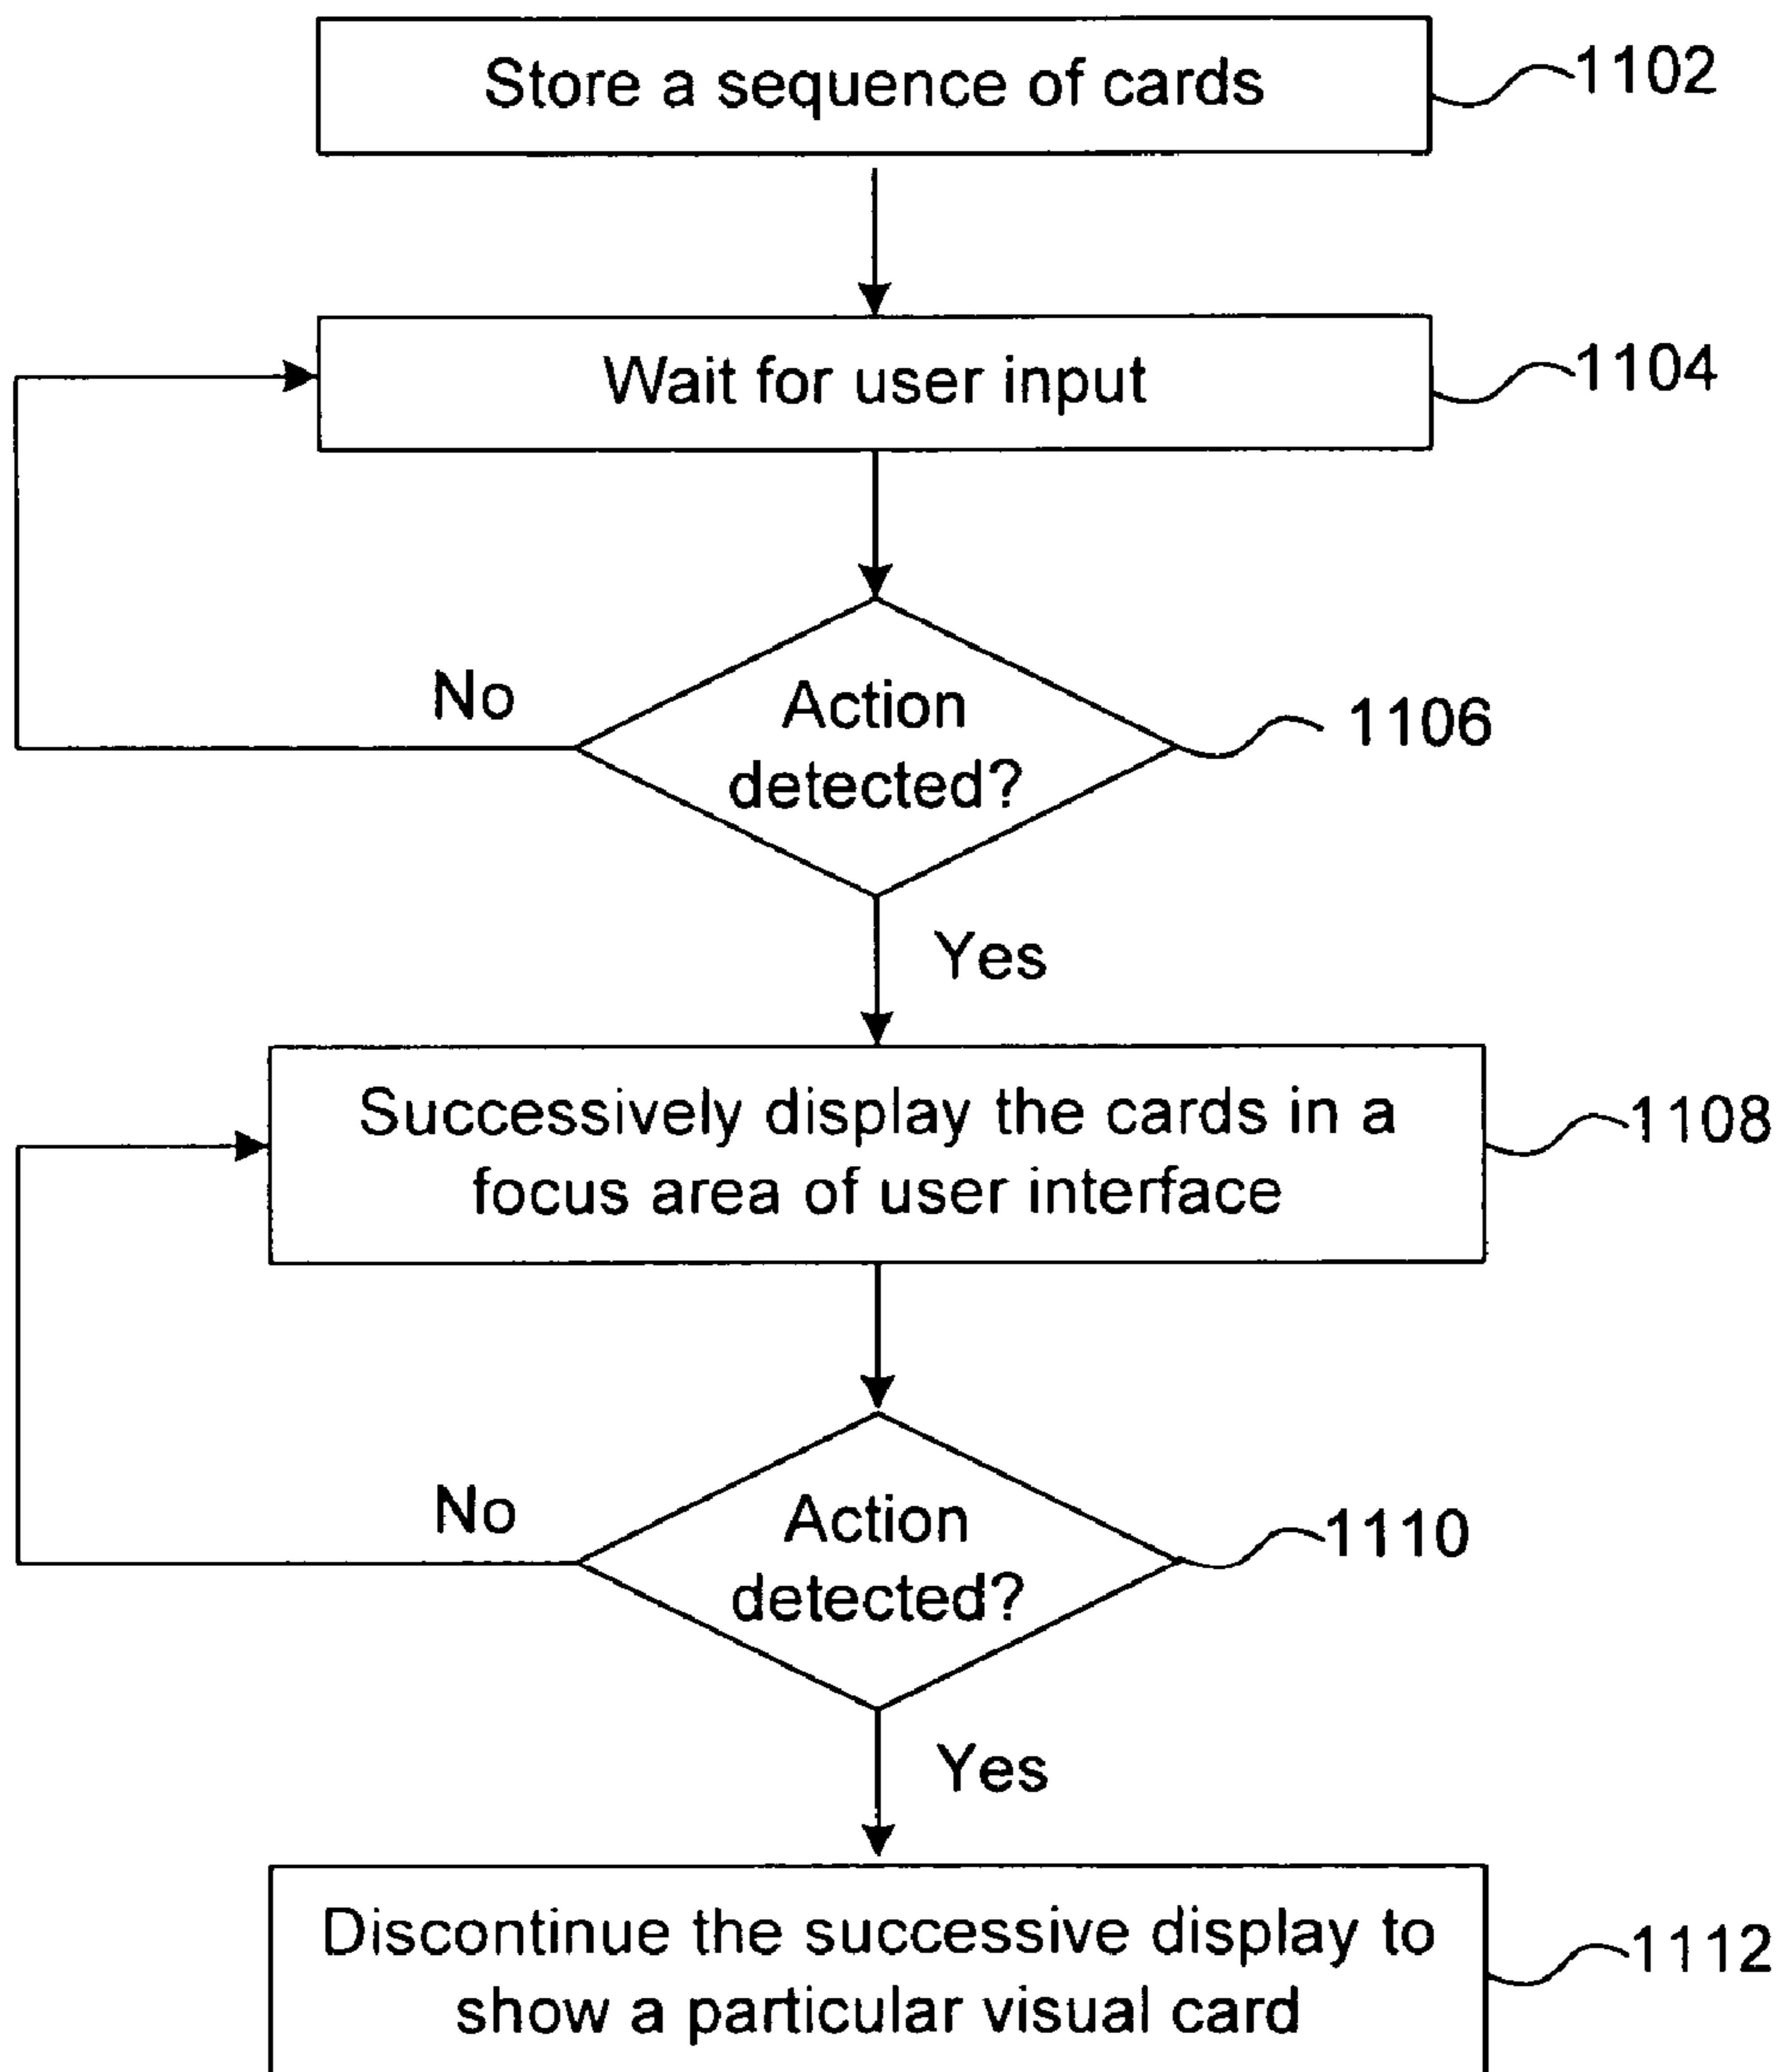 Store a sequence of cards
1102
Wait for user input
1104
No
Action
detected?
1106
Yes
Successively display the cards in a
focus area of user interface
1108
No
Action
detected?
1110
Yes
Discontinue the successive display to
show a particular visual card
1112